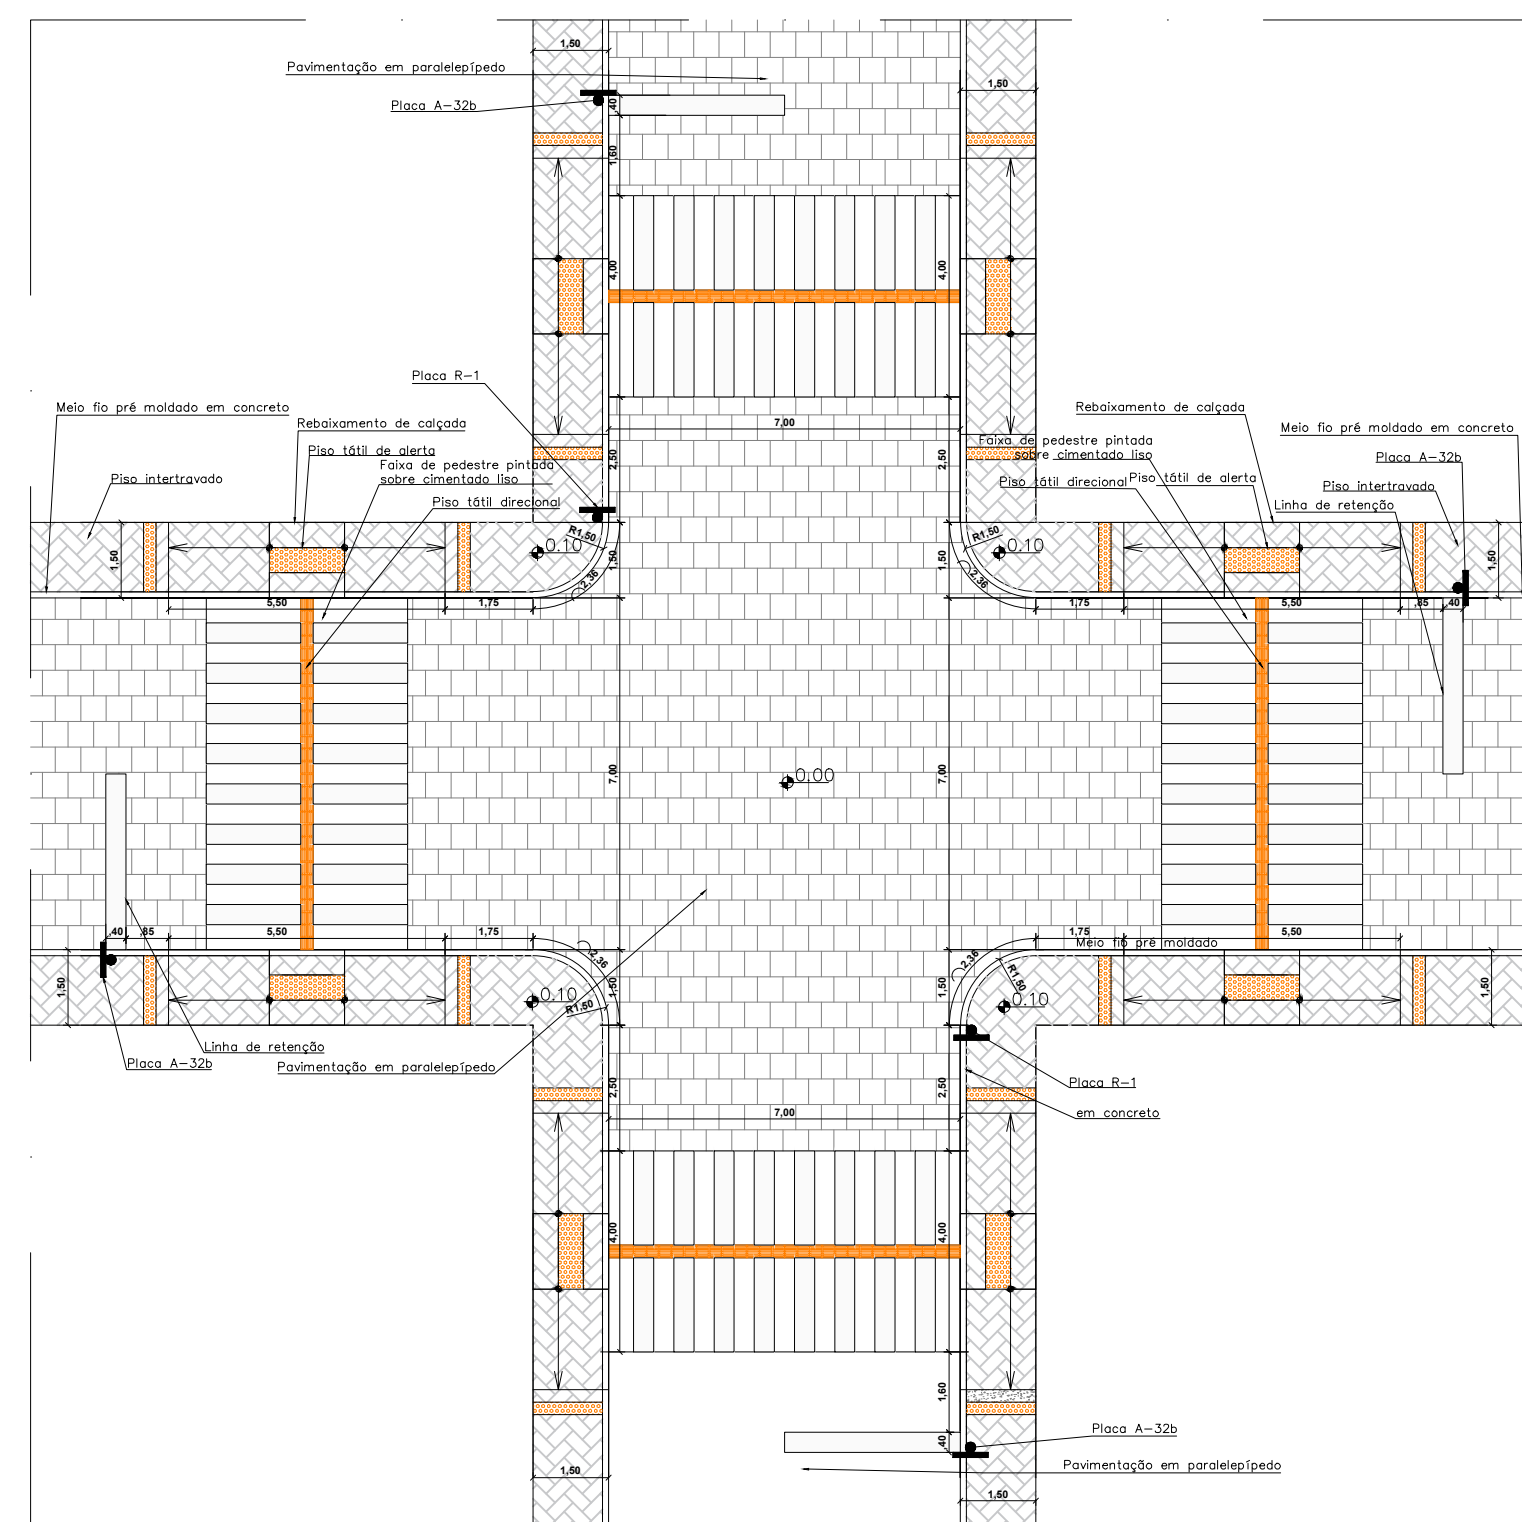 1,50
Pavimentação em paralelepípedo
1,50
Placa A-32b
,40
1,60
4,00
4,00
Placa R-1
Meio fio pré moldado em concreto
Rebaixamento de calçada
7,00
Rebaixamento de calçada
Meio fio pré moldado em concreto
Piso tátil de alerta
Faixa de pedestre pintada
sobre cimentado liso
2,50
2,50
Faixa de pedestre pintada
sobre cimentado liso
Placa A-32b
Piso intertravado
Piso tátil direcional
Piso tátil direcional
Piso tátil de alerta
Piso intertravado
Linha de retenção
1,50
R1,50
0.10
1,50
2,36
1,50
R1,50
0.10
2,36
1,50
5,50
1,75
1,75
5,50
,85
,40
7,00
0.00
7,00
,40
,85
5,50
1,75
2,36
2,36
1,75
5,50
Meio fio pré moldado
1,50
0.10
R1,50
1,50
1,50
R1,50
0.10
1,50
Linha de retenção
Placa A-32b
Pavimentação em paralelepípedo
2,50
2,50
Placa R-1
em concreto
7,00
4,00
4,00
1,60
,40
Placa A-32b
Pavimentação em paralelepípedo
1,50
1,50